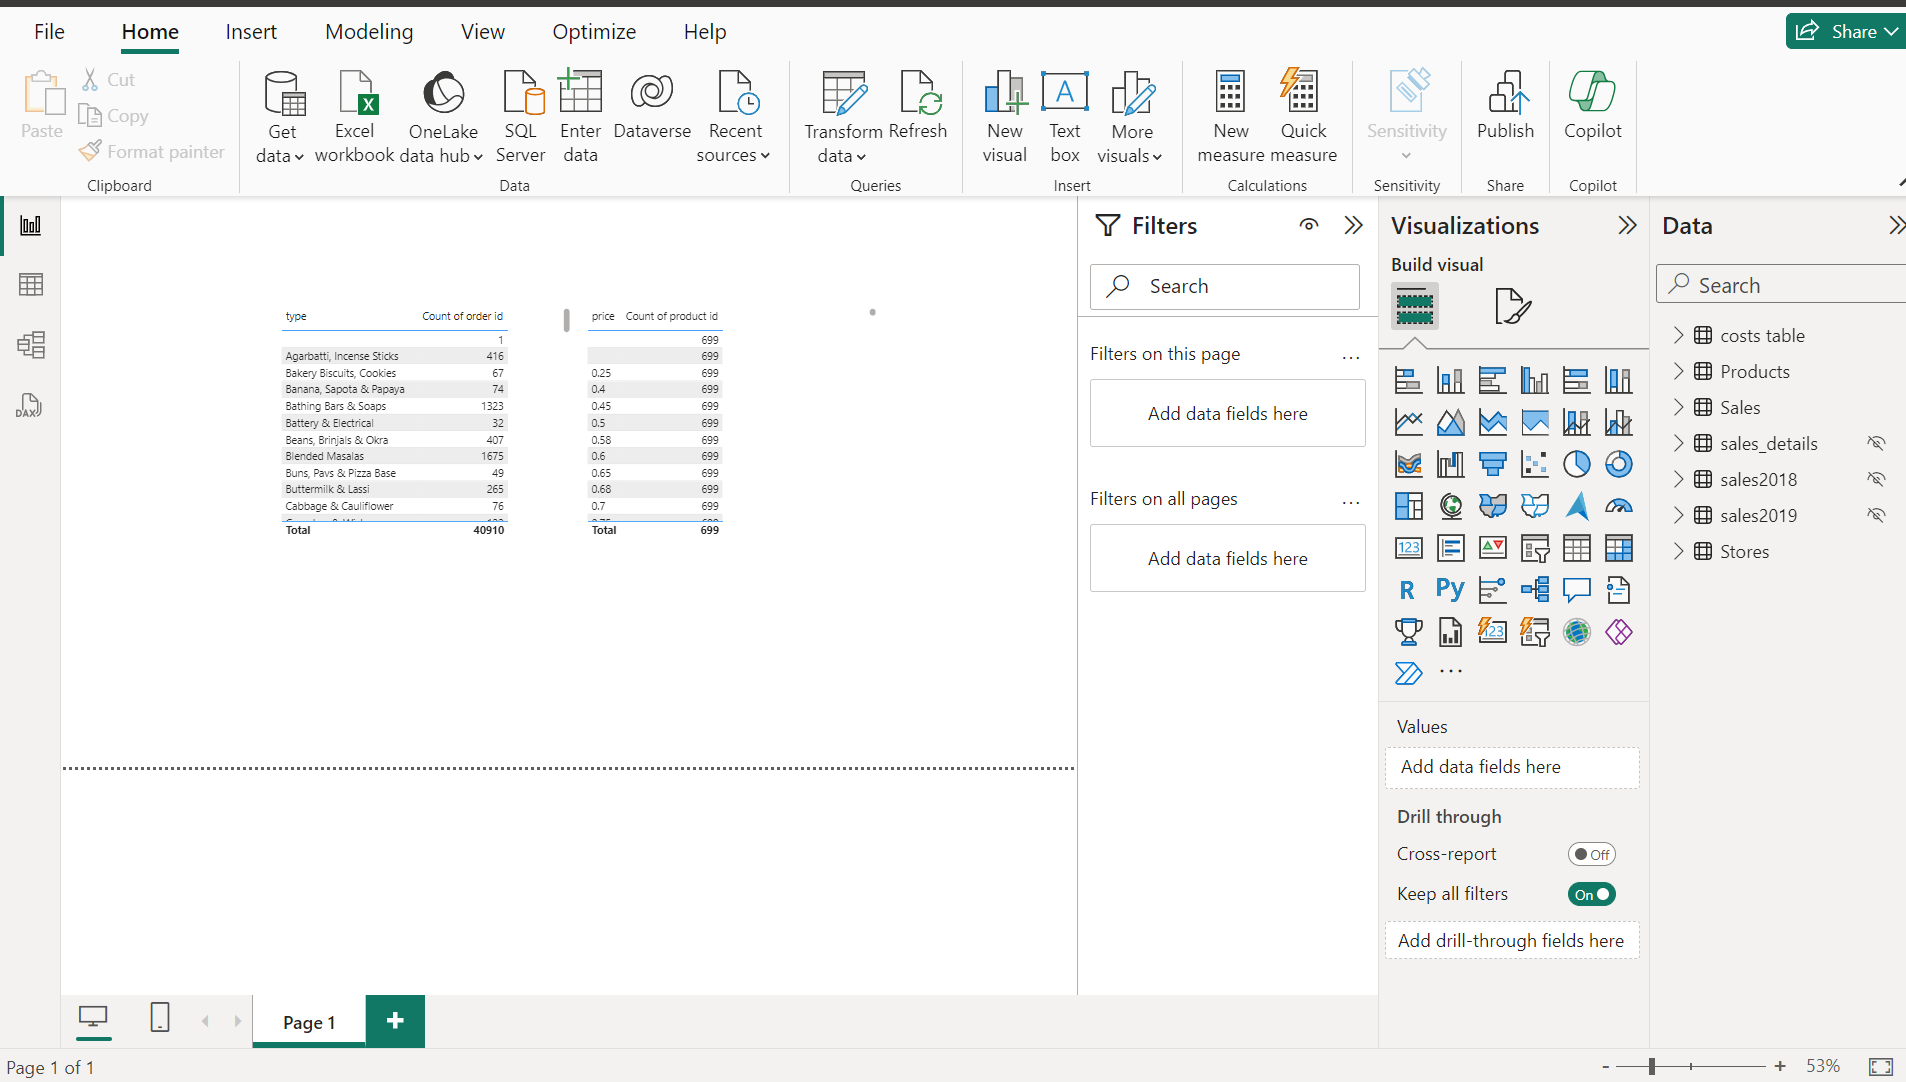 File Home Insert Modeling View Optimize Help
Share
Paste
Cut
Copy
Format painter
Clipboard
Get data
Excel workbook
OneLake data hub
SQL Server
Enter data
Dataverse
Recent sources
Data
Transform data
Refresh
Queries
New visual
A
Text box
More visuals
Insert
New measure
Quick measure
Calculations
Sensitivity
Sensitivity
Publish
Share
Copilot
Copilot
DAX
type Count of order id
1
Agarbatti, Incense Sticks 416
Bakery Biscuits, Cookies 67
Banana, Sapota & Papaya 74
Bathing Bars & Soaps 1323
Battery & Electrical 32
Beans, Brinjals & Okra 407
Blended Masalas 1675
Buns, Pavs & Pizza Base 49
Buttermilk & Lassi 265
Cabbage & Cauliflower 76
Total 40910
price Count of product id
699
699
0.25 699
0.4 699
0.45 699
0.5 699
0.58 699
0.6 699
0.65 699
0.68 699
0.7 699
Total 699
Filters
Search
Filters on this page ...
Add data fields here
Filters on all pages ...
Add data fields here
Visualizations
Build visual
123
R Py
123
...
Values
Add data fields here
Drill through
Cross-report Off
Keep all filters On
Add drill-through fields here
Data
Search
costs table
Products
Sales
sales_details
sales2018
sales2019
Stores
Page 1 +
Page 1 of 1
- + 53%